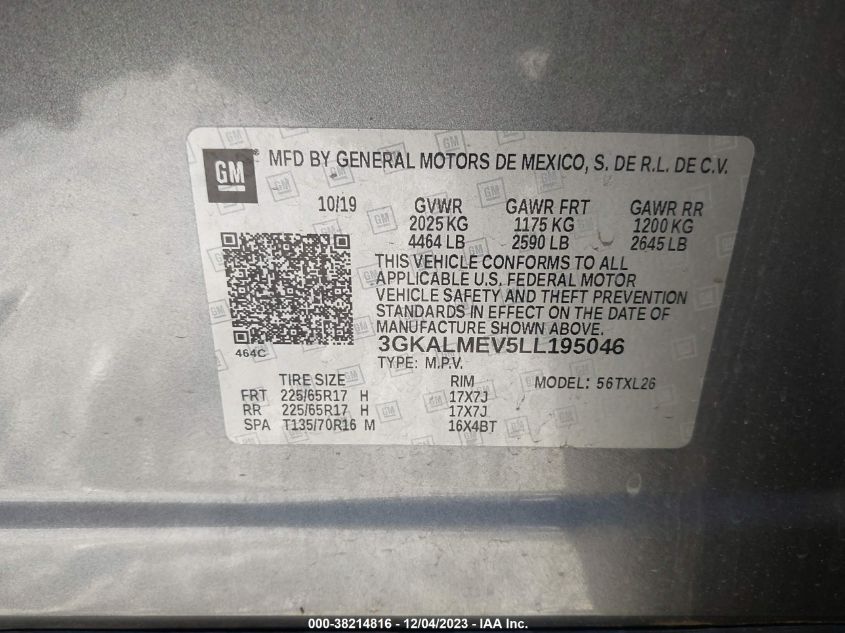 GM
GM ® MFD BY GENERAL MOTORS DE MEXICO, S. DE R.L. DE C.V.
10/19 GVWR GAWR FRT GAWR RR
2025 KG 1175 KG 1200 KG
4464 LB 2590 LB 2645 LB
THIS VEHICLE CONFORMS TO ALL
APPLICABLE U.S. FEDERAL MOTOR
VEHICLE SAFETY AND THEFT PREVENTION
STANDARDS IN EFFECT ON THE DATE OF
MANUFACTURE SHOWN ABOVE.
464C 3GKALMEV5LL195046
TYPE: M.P.V. MODEL: 56TXL26
TIRE SIZE RIM
FRT 225/65R17 H 17X7J
RR 225/65R17 H 17X7J
SPA T135/70R16 M 16X4BT
000-38214816 - 12/04/2023 - IAA Inc.